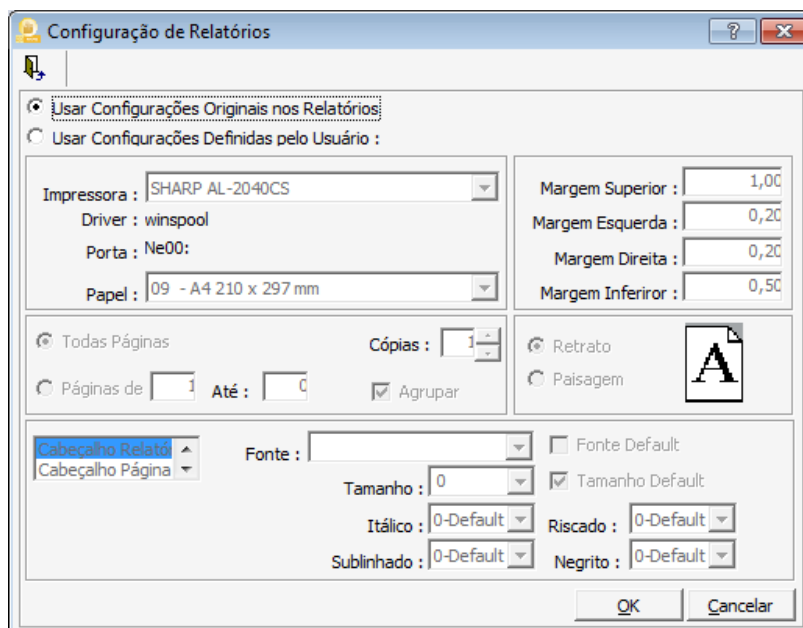 Configuração de Relatórios
Usar Configurações Originais nos Relatórios
Usar Configurações Definidas pelo Usuário :
Impressora : SHARP AL-2040CS
Driver : winspool
Porta : Ne00:
Papel : 09 - A4 210 x 297 mm
Margem Superior : 1,00
Margem Esquerda : 0,20
Margem Direita : 0,20
Margem Inferiror : 0,50
Todas Páginas
Cópias : 1
Páginas de 1 Até : 0
Agrupar
Retrato
Paisagem
A
Cabeçalho Relató
Cabeçalho Página
Fonte :
Fonte Default
Tamanho : 0
Tamanho Default
Itálico : 0-Default
Riscado : 0-Default
Sublinhado : 0-Default
Negrito : 0-Default
OK
Cancelar